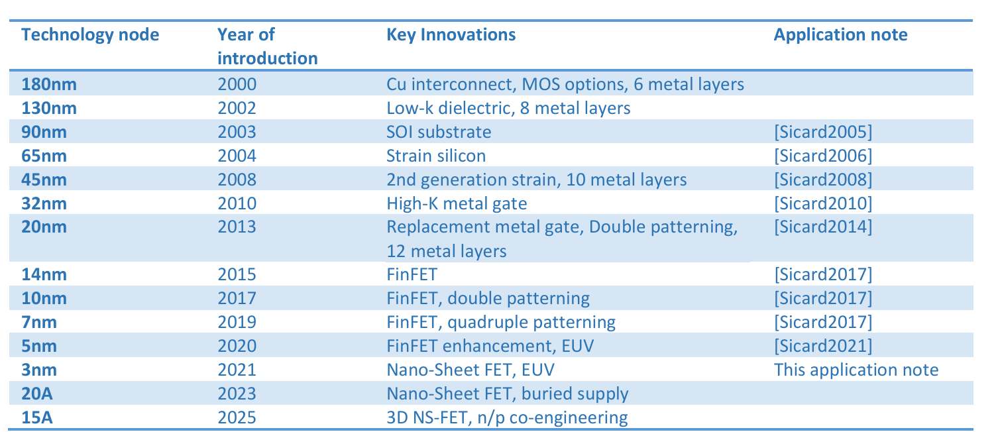 Technology node Year of introduction Key Innovations Application note
180nm 2000 Cu interconnect, MOS options, 6 metal layers
130nm 2002 Low-k dielectric, 8 metal layers
90nm 2003 SOI substrate [Sicard2005]
65nm 2004 Strain silicon [Sicard2006]
45nm 2008 2nd generation strain, 10 metal layers [Sicard2008]
32nm 2010 High-K metal gate [Sicard2010]
20nm 2013 Replacement metal gate, Double patterning, [Sicard2014]
12 metal layers
14nm 2015 FinFET [Sicard2017]
10nm 2017 FinFET, double patterning [Sicard2017]
7nm 2019 FinFET, quadruple patterning [Sicard2017]
5nm 2020 FinFET enhancement, EUV [Sicard2021]
3nm 2021 Nano-Sheet FET, EUV This application note
20A 2023 Nano-Sheet FET, buried supply
15A 2025 3D NS-FET, n/p co-engineering